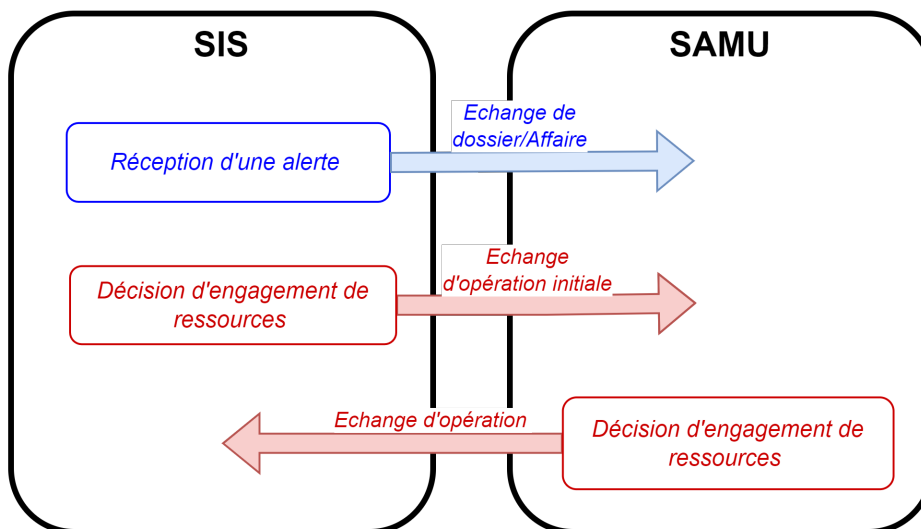 SIS
SAMU
Réception d'une alerte
Echange de
dossier/Affaire
Décision d'engagement de
ressources
Echange
d'opération initiale
Echange d'opération
Décision d'engagement de
ressources